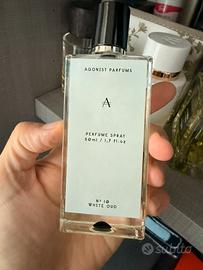 AGONIST PARFUMS
A
PERFUME SPRAY
50ml / 1,7 fl.oz
Nº 10
WHITE OUD
subito